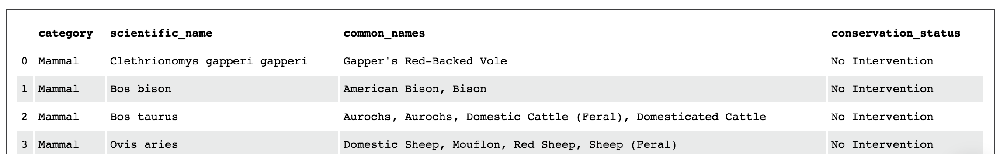 category scientific_name common_names conservation_status
0 Mammal Clethrionomys gapperi gapperi Gapper's Red-Backed Vole No Intervention
1 Mammal Bos bison American Bison, Bison No Intervention
2 Mammal Bos taurus Aurochs, Aurochs, Domestic Cattle (Feral), Domesticated Cattle No Intervention
3 Mammal Ovis aries Domestic Sheep, Mouflon, Red Sheep, Sheep (Feral) No Intervention